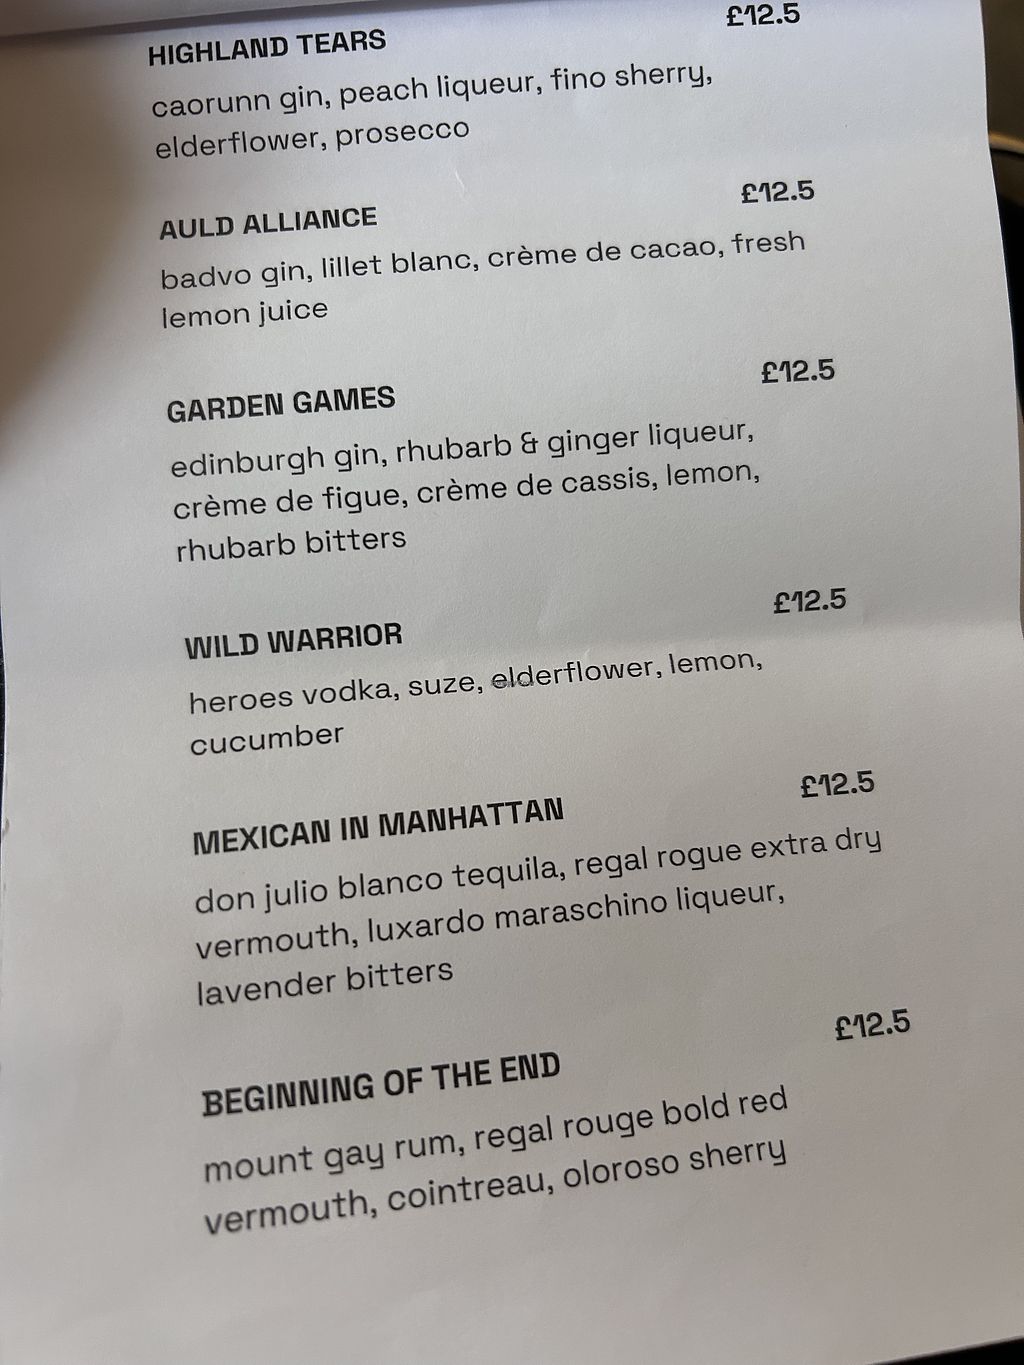 HIGHLAND TEARS £12.5
caorunn gin, peach liqueur, fino sherry,
elderflower, prosecco
AULD ALLIANCE £12.5
badvo gin, lillet blanc, crème de cacao, fresh
lemon juice
GARDEN GAMES £12.5
edinburgh gin, rhubarb & ginger liqueur,
crème de figue, crème de cassis, lemon,
rhubarb bitters
WILD WARRIOR £12.5
heroes vodka, suze, elderflower, lemon,
cucumber
MEXICAN IN MANHATTAN £12.5
don julio blanco tequila, regal rogue extra dry
vermouth, luxardo maraschino liqueur,
lavender bitters
BEGINNING OF THE END £12.5
mount gay rum, regal rouge bold red
vermouth, cointreau, oloroso sherry